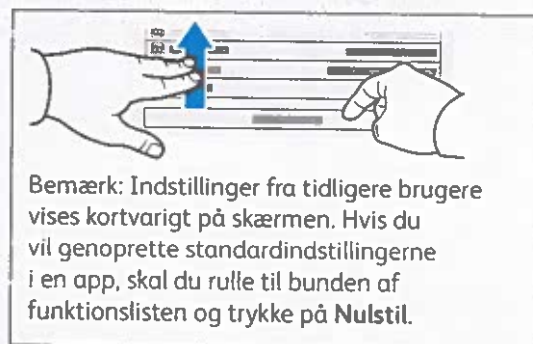 Bemærk: Indstillinger fra tidligere brugere
vises kortvarigt på skærmen. Hvis du
vil genoprette standardindstillingerne
i en app, skal du rulle til bunden af
funktionslisten og trykke på Nulstil.